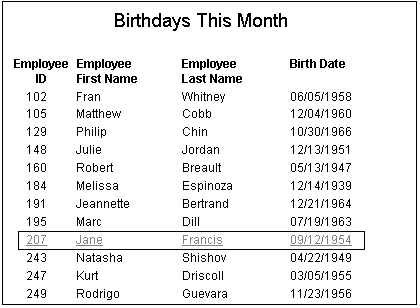 Birthdays This Month
Employee Employee Employee Birth Date
ID First Name Last Name
102 Fran Whitney 06/05/1958
105 Matthew Cobb 12/04/1960
129 Philip Chin 10/30/1966
148 Julie Jordan 12/13/1951
160 Robert Breault 05/13/1947
184 Melissa Espinoza 12/14/1939
191 Jeannette Bertrand 12/21/1964
195 Marc Dill 07/19/1963
207 Jane Francis 09/12/1954
243 Natasha Shishov 04/22/1949
247 Kurt Driscoll 03/05/1955
249 Rodrigo Guevara 11/23/1956